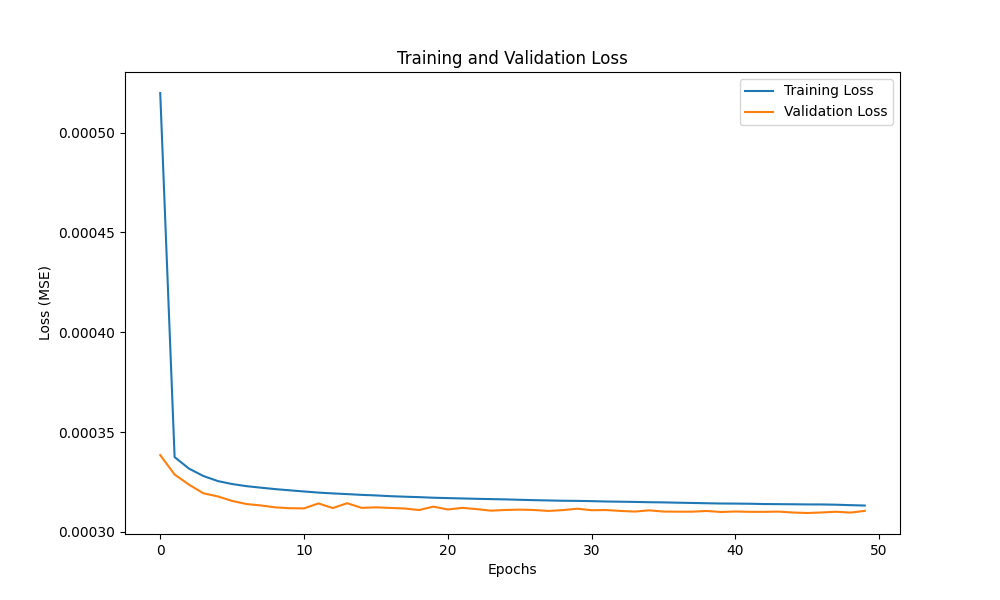 Training and Validation Loss
Training Loss
Validation Loss
0.00050
0.00045
0.00040
0.00035
0.00030
Loss (MSE)
0 10 20 30 40 50
Epochs